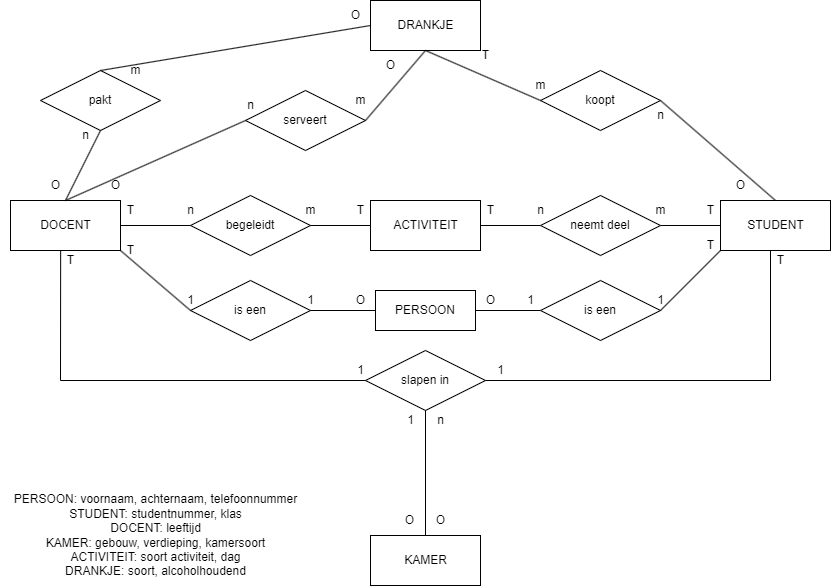 O
DRANKJE
T
O
m
pakt
n
serveert
n
m
m
koopt
n
O
O
O
DOCENT
T
n
begeleidt
m
T
ACTIVITEIT
T
n
neemt deel
m
T
STUDENT
T
T
T
T
1
is een
1
O
PERSOON
O
1
is een
1
1
slapen in
1
1
n
O
O
KAMER
PERSOON: voornaam, achternaam, telefoonnummer
STUDENT: studentnummer, klas
DOCENT: leeftijd
KAMER: gebouw, verdieping, kamersoort
ACTIVITEIT: soort activiteit, dag
DRANKJE: soort, alcoholhoudend